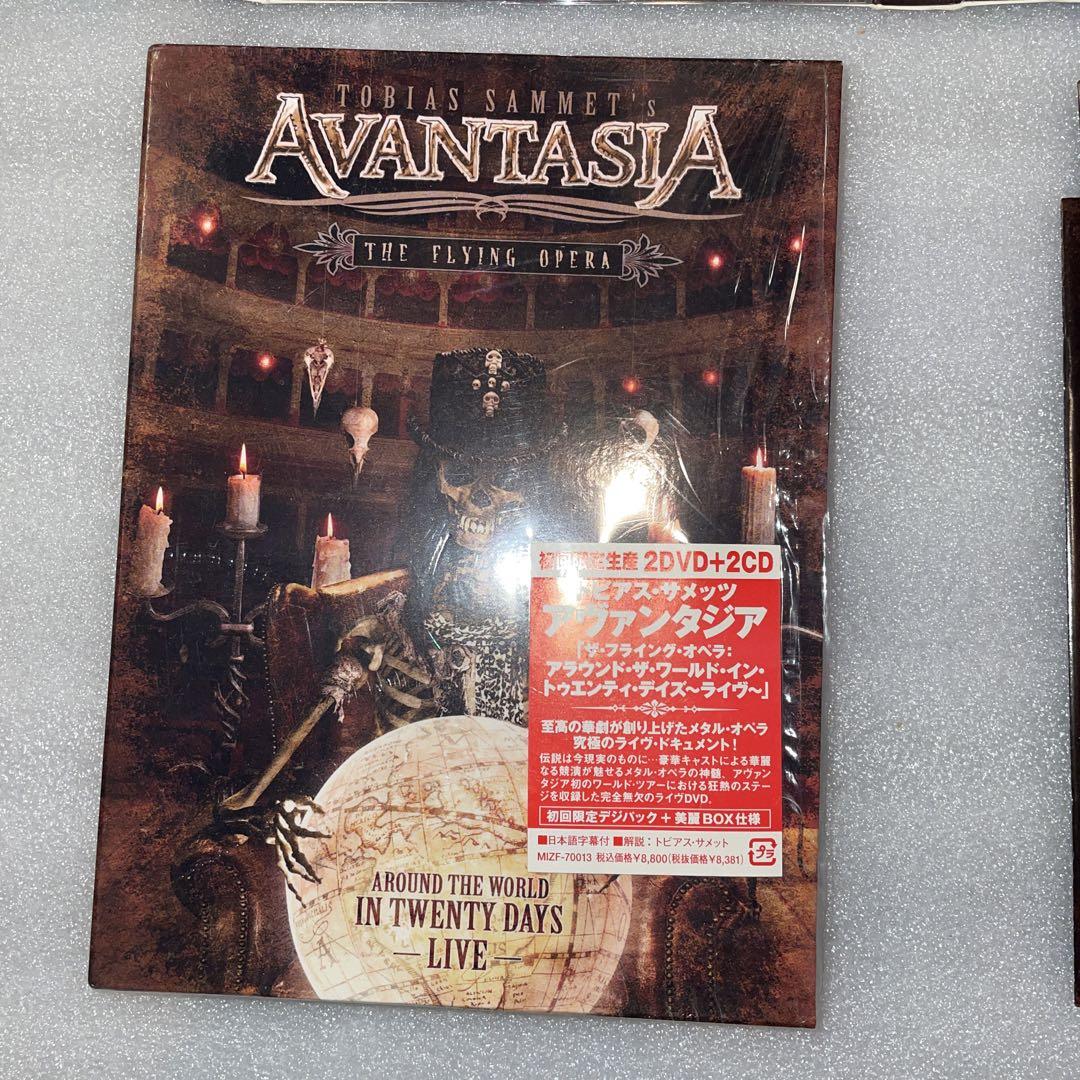 TOBIAS SAMMET's
AVANTASIA
THE FLYING OPERA
初回限定生産 2DVD+2CD
トビアス・サメッツ
アヴァンタジア
「ザ・フライング・オペラ:
アラウンド・ザ・ワールド・イン・
トゥエンティ・デイズ〜ライヴ〜」
至高の華劇が創り上げたメタル・オペラ
究極のライヴ・ドキュメント!
伝説は今現実のものに…豪華キャストによる華麗
なる競演が魅せるメタル・オペラの神髄、アヴァン
タジア初のワールド・ツアーにおける狂熱のステー
ジを収録した完全無欠のライヴDVD。
初回限定デジパック + 美麗BOX仕様
■日本語字幕付 ■解説:トビアス・サメット
MIZF-70013 税込価格¥8,800(税抜価格¥8,381)
プラ
AROUND THE WORLD
IN TWENTY DAYS
—LIVE—